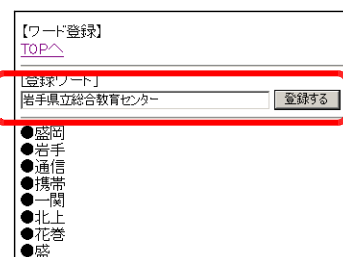 【ワード登録】
TOPへ
[登録ワード]
岩手県立総合教育センター 登録する
●盛岡
●岩手
●通信
●携帯
●一関
●北上
●花巻
●盛